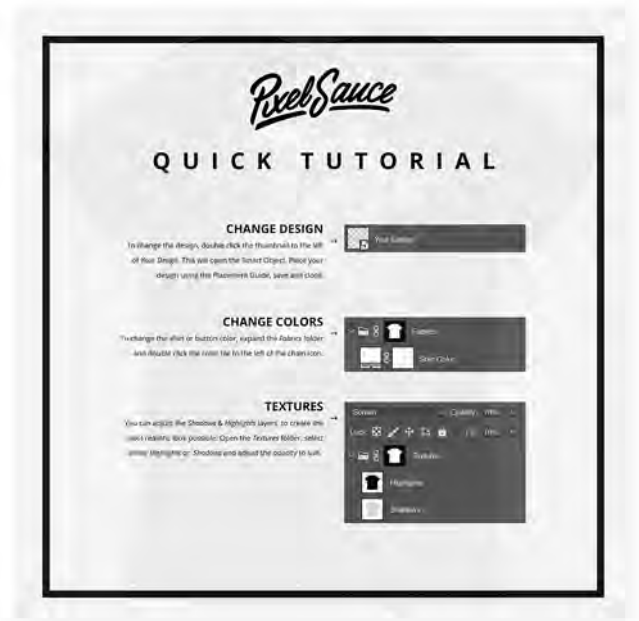 PixelSauce
QUICK TUTORIAL
CHANGE DESIGN
To change the design, double click the thumbnail to the left
of Your Design. This will open the Smart Object. Place your
design using the Placement Guide, save and close.
Your Design
CHANGE COLORS
To change the shirt or button color, expand the Fabrics folder
and double click the color tile to the left of the chain icon.
Fabrics
Shirt Color
TEXTURES
You can adjust the Shadows & Highlights layers, to create the
most realistic look possible. Open the Textures folder, select
either Highlights or Shadows and adjust the opacity to suit.
Screen Opacity: 70%
Lock: Fill:
Textures
Highlights
Shadows